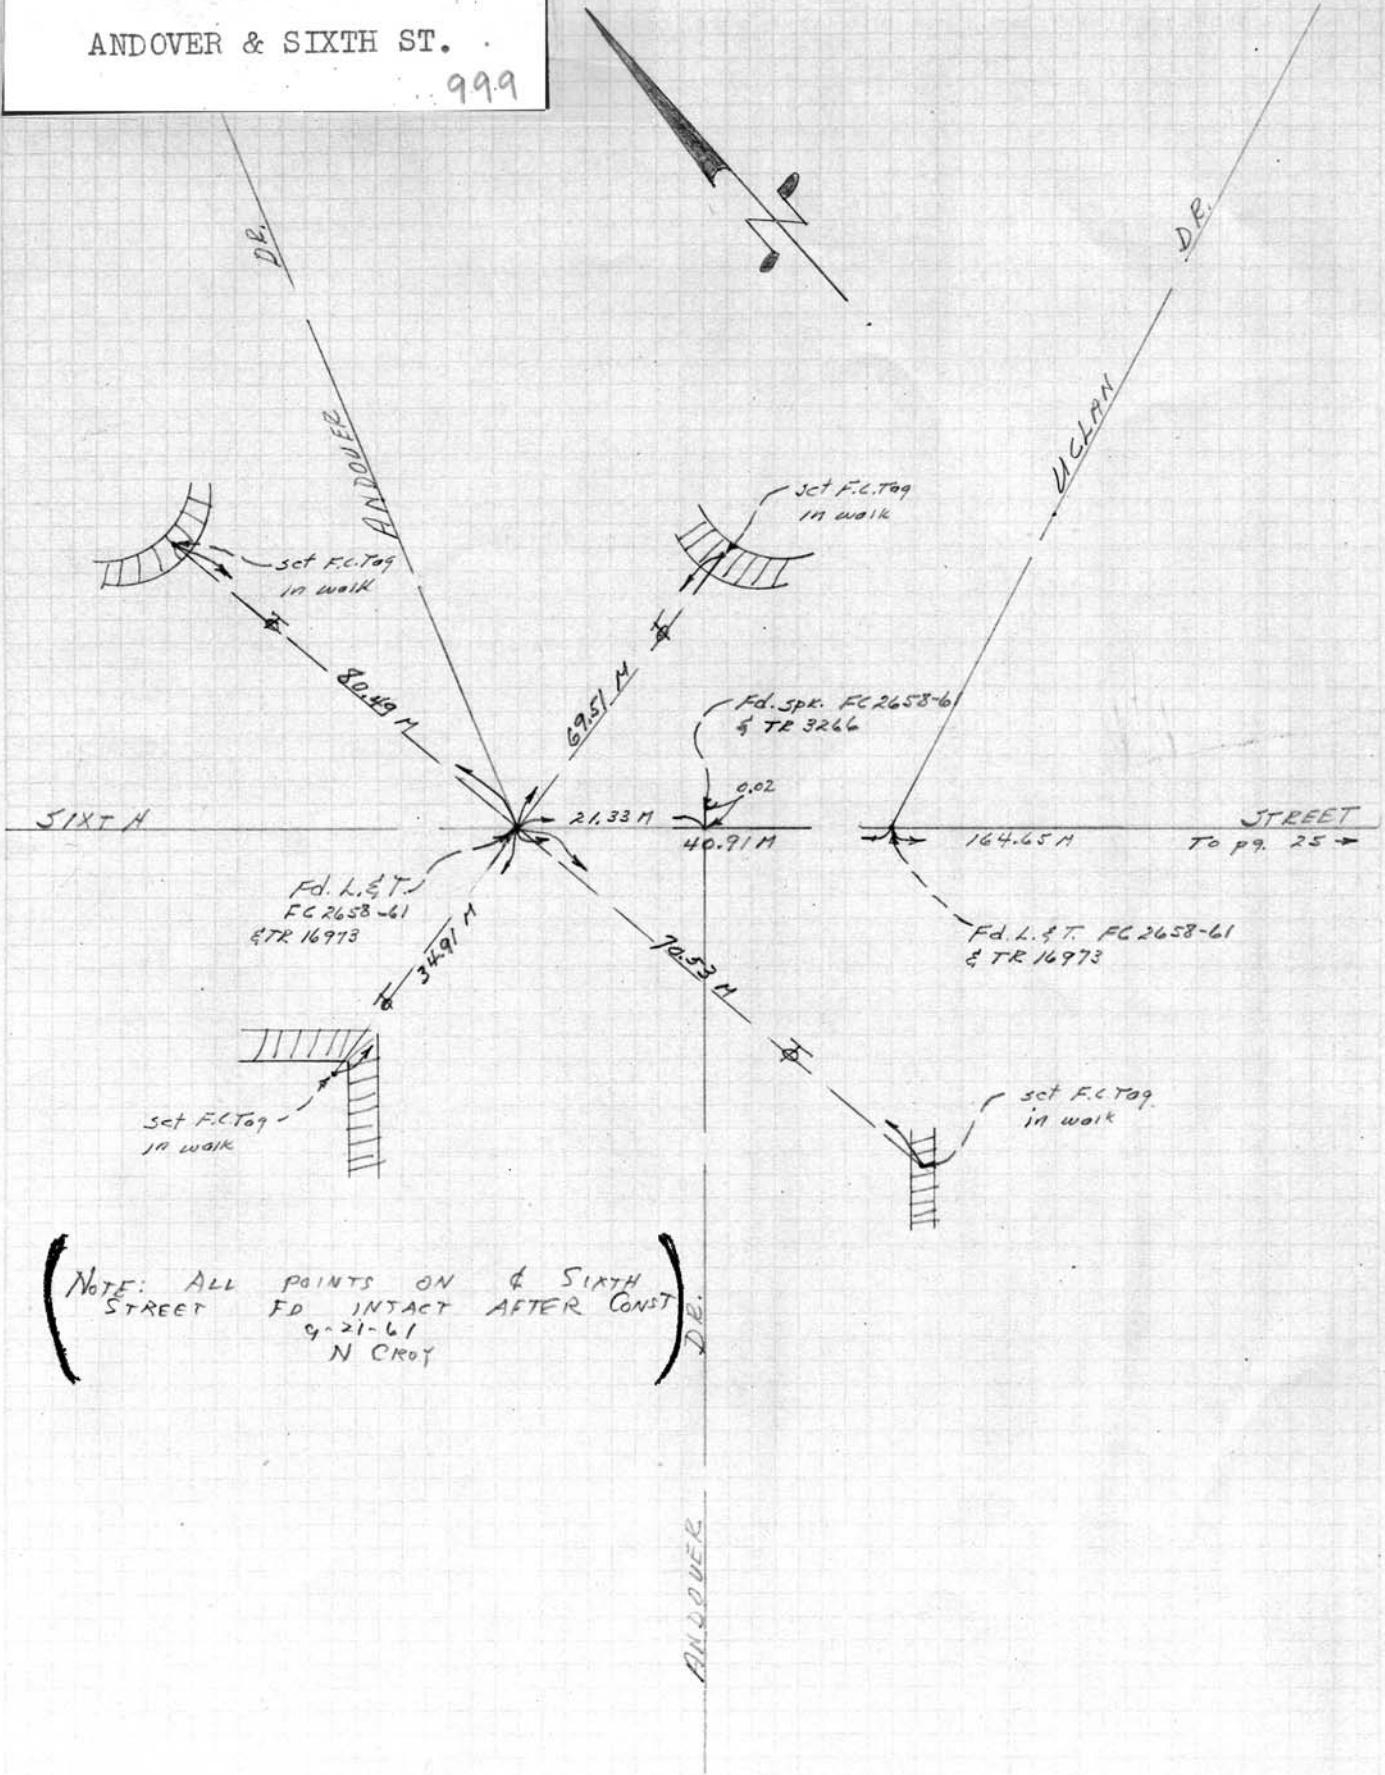 ANDOVER & SIXTH ST.
999
DR.
ANDOVER
DR.
UCLAN
set F.C. Tag
in walk
set F.C. Tag
in walk
80.49 M
69.51 M
Fd. spk. FC 2658-61
& TR 3266
0.02
SIXTH
21.33 M
40.91 M
164.65 M
STREET
To pg. 25
Fd. L. & T.
FC 2658-61
& TR 16973
34.91 M
70.53 M
Fd. L. & T. FC 2658-61
& TR 16973
set F.C. Tag
in walk
set F.C. Tag
in walk
NOTE: ALL POINTS ON ℄ SIXTH
STREET FD INTACT AFTER CONST
9-21-61
N CROY
DR.
ANDOVER